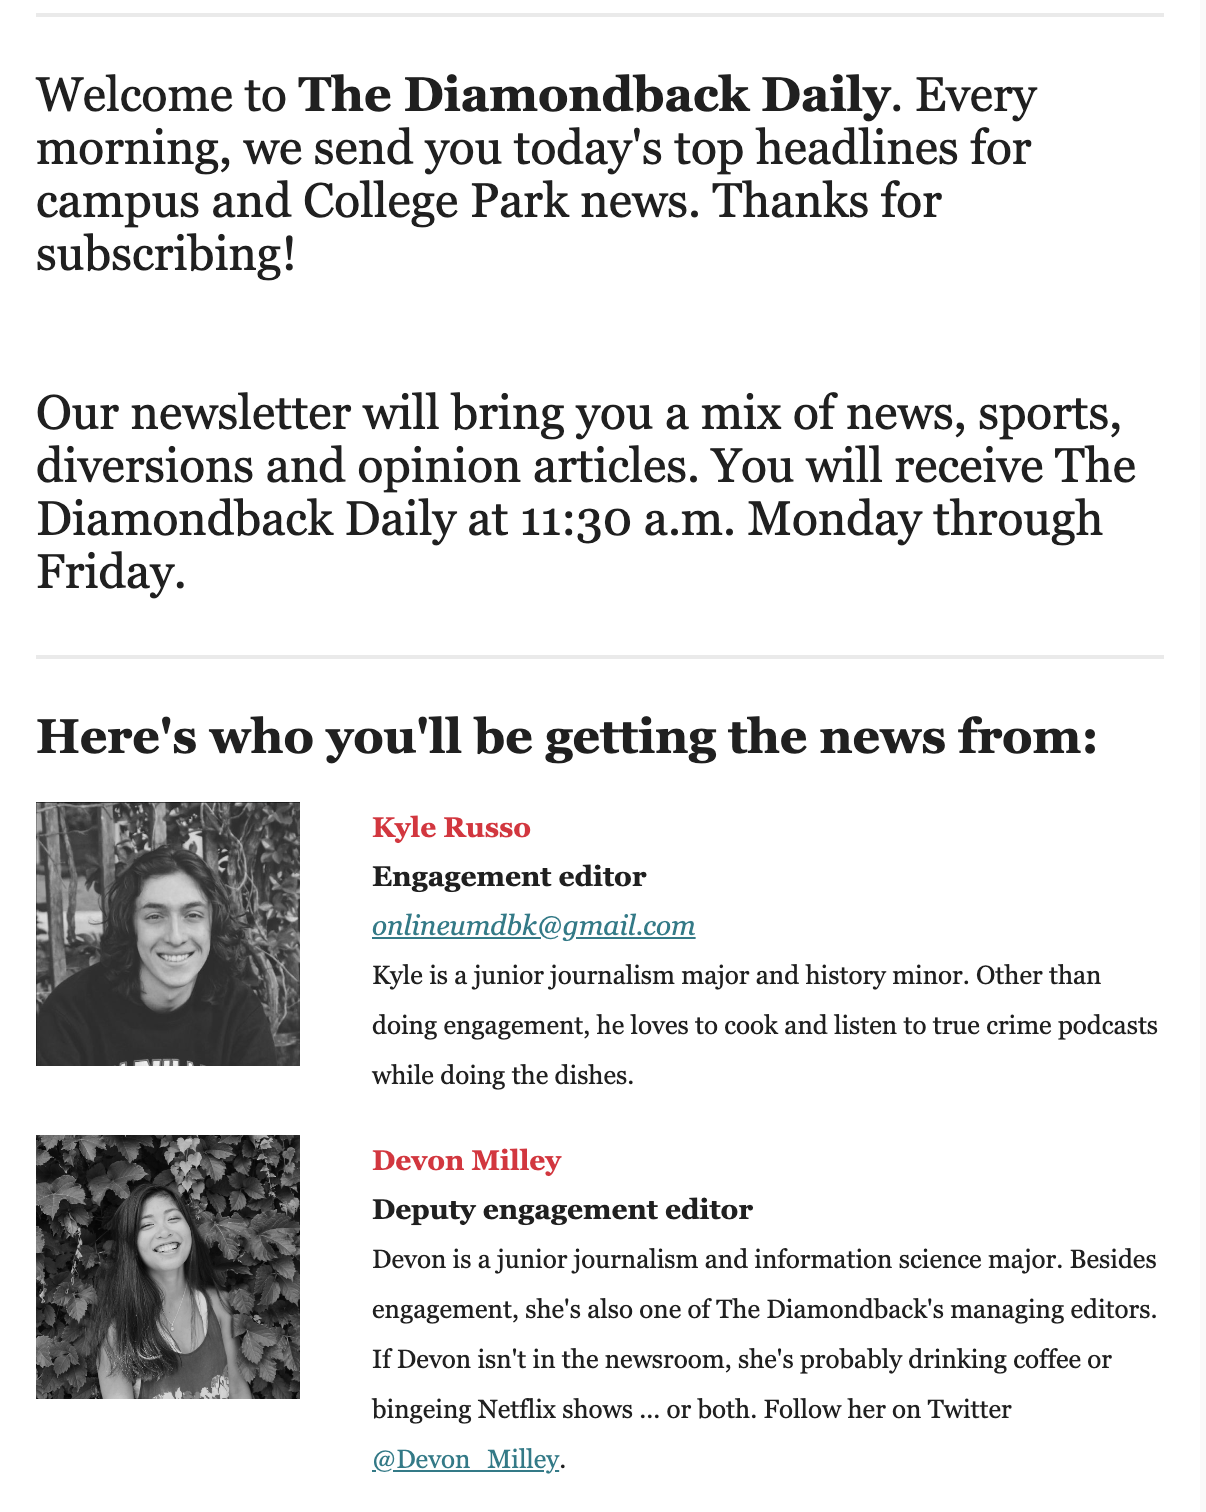 Welcome to The Diamondback Daily. Every
morning, we send you today's top headlines for
campus and College Park news. Thanks for
subscribing!
Our newsletter will bring you a mix of news, sports,
diversions and opinion articles. You will receive The
Diamondback Daily at 11:30 a.m. Monday through
Friday.
Here's who you'll be getting the news from:
Kyle Russo
Engagement editor
onlineumdbk@gmail.com
Kyle is a junior journalism major and history minor. Other than
doing engagement, he loves to cook and listen to true crime podcasts
while doing the dishes.
Devon Milley
Deputy engagement editor
Devon is a junior journalism and information science major. Besides
engagement, she's also one of The Diamondback's managing editors.
If Devon isn't in the newsroom, she's probably drinking coffee or
bingeing Netflix shows ... or both. Follow her on Twitter
@Devon_Milley.